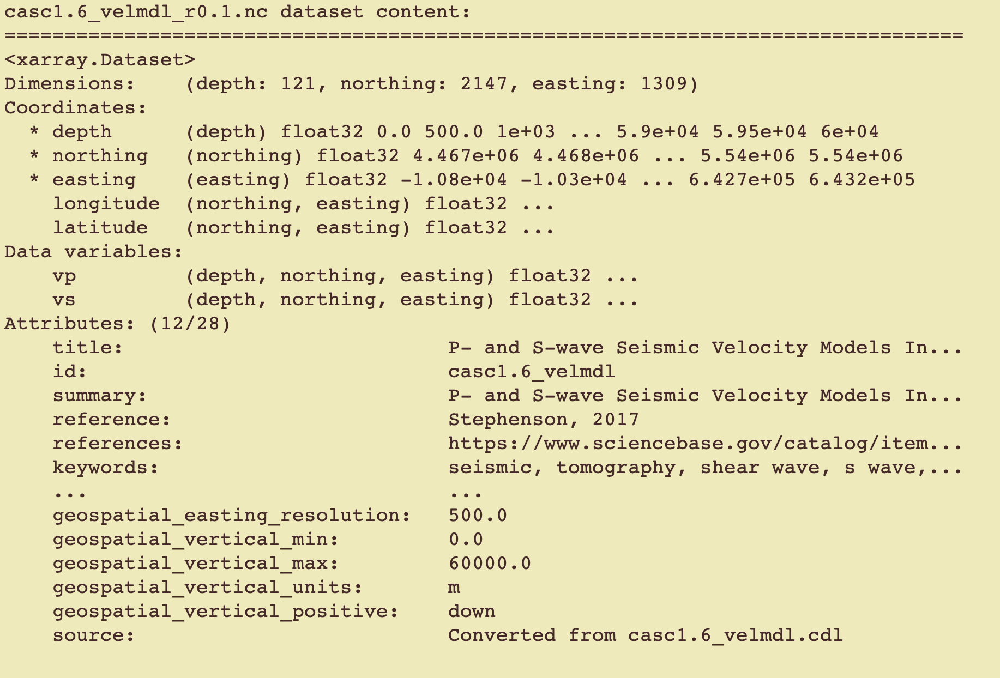 casc1.6_velmdl_r0.1.nc dataset content:
================================================================================
<xarray.Dataset>
Dimensions:    (depth: 121, northing: 2147, easting: 1309)
Coordinates:
  * depth      (depth) float32 0.0 500.0 1e+03 ... 5.9e+04 5.95e+04 6e+04
  * northing   (northing) float32 4.467e+06 4.468e+06 ... 5.54e+06 5.54e+06
  * easting    (easting) float32 -1.08e+04 -1.03e+04 ... 6.427e+05 6.432e+05
    longitude  (northing, easting) float32 ...
    latitude   (northing, easting) float32 ...
Data variables:
    vp         (depth, northing, easting) float32 ...
    vs         (depth, northing, easting) float32 ...
Attributes: (12/28)
    title:                           P- and S-wave Seismic Velocity Models In...
    id:                              casc1.6_velmdl
    summary:                         P- and S-wave Seismic Velocity Models In...
    reference:                       Stephenson, 2017
    references:                      https://www.sciencebase.gov/catalog/item...
    keywords:                        seismic, tomography, shear wave, s wave,...
    ...                              ...
    geospatial_easting_resolution:   500.0
    geospatial_vertical_min:         0.0
    geospatial_vertical_max:         60000.0
    geospatial_vertical_units:       m
    geospatial_vertical_positive:    down
    source:                          Converted from casc1.6_velmdl.cdl